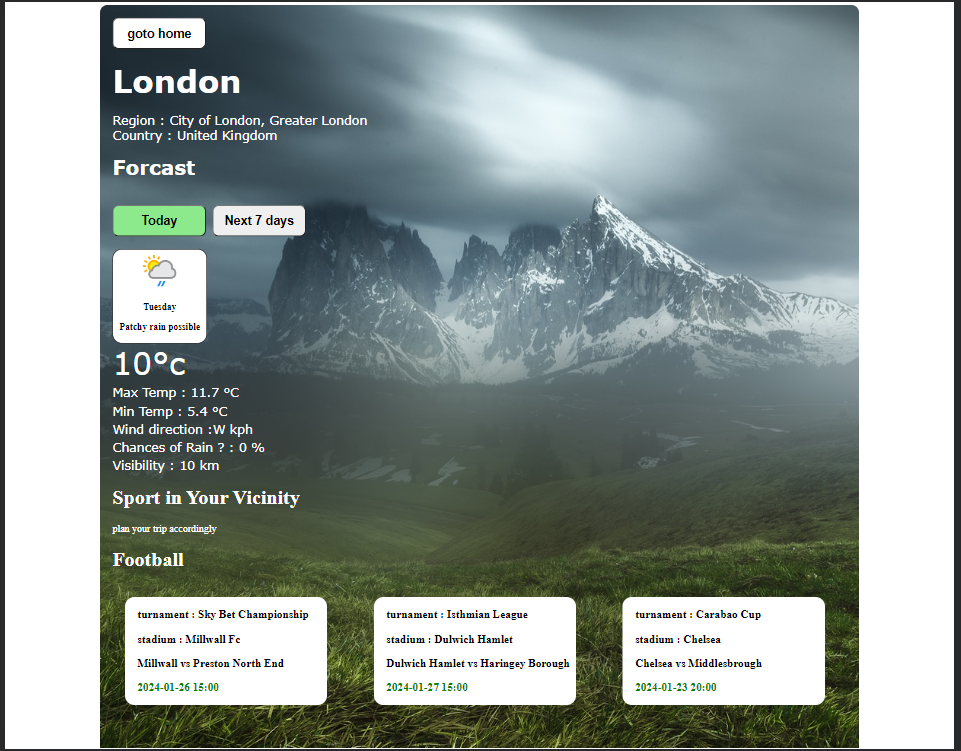 goto home
London
Region : City of London, Greater London
Country : United Kingdom
Forcast
Today
Next 7 days
Tuesday
Patchy rain possible
10°c
Max Temp : 11.7 °C
Min Temp : 5.4 °C
Wind direction :W kph
Chances of Rain ? : 0 %
Visibility : 10 km
Sport in Your Vicinity
plan your trip accordingly
Football
turnament : Sky Bet Championship
stadium : Millwall Fc
Millwall vs Preston North End
2024-01-26 15:00
turnament : Isthmian League
stadium : Dulwich Hamlet
Dulwich Hamlet vs Haringey Borough
2024-01-27 15:00
turnament : Carabao Cup
stadium : Chelsea
Chelsea vs Middlesbrough
2024-01-23 20:00